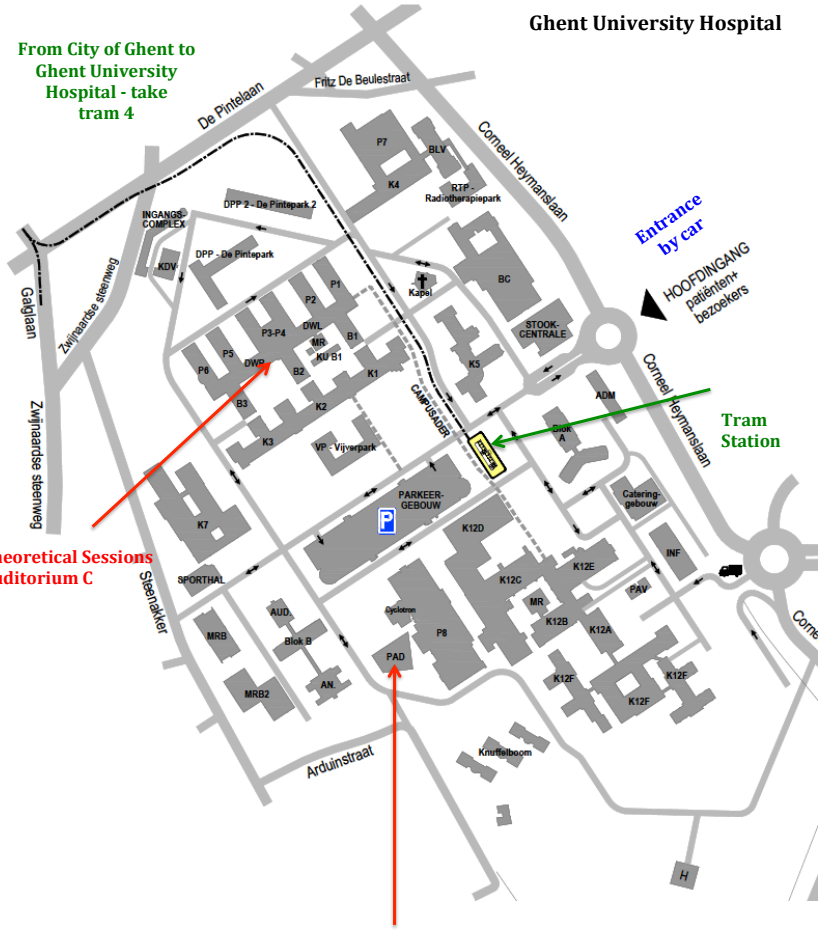 Ghent University Hospital
From City of Ghent to
Ghent University
Hospital - take
tram 4
De Pintelaan
Fritz De Beulestraat
Corneel Heymanslaan
P7
BLV
K4
RTP -
Radiotherapiepark
DPP 2 - De Pintepark 2
INGANGS-
COMPLEX
KDV
DPP - De Pintepark
Entrance
by car
HOOFDINGANG
patiënten+
bezoekers
Galglaan
Zwijnaardse steenweg
Zwijnaardse steenweg
BC
Kapel
STOOK-
CENTRALE
P1
P2
P3-P4
DWL
MR
B1
KU B1
P5
P6
DWP
B2
K1
B3
K2
K3
K5
CAMPUSADER
ADM
Corneel Heymanslaan
Blok
A
Tram
Station
VP - Vijverpark
PARKEER-
GEBOUW
P
Catering-
gebouw
K7
K12D
INF
K12E
K12C
PAV
MR
K12B
K12A
eoretical Sessions
uditorium C
SPORTHAL
Steenakker
Cyclotron
P8
AUD.
MRB
Blok B
PAD
AN.
MRB2
K12F
K12F
K12F
Corne
Arduinstraat
Knuffelboom
H